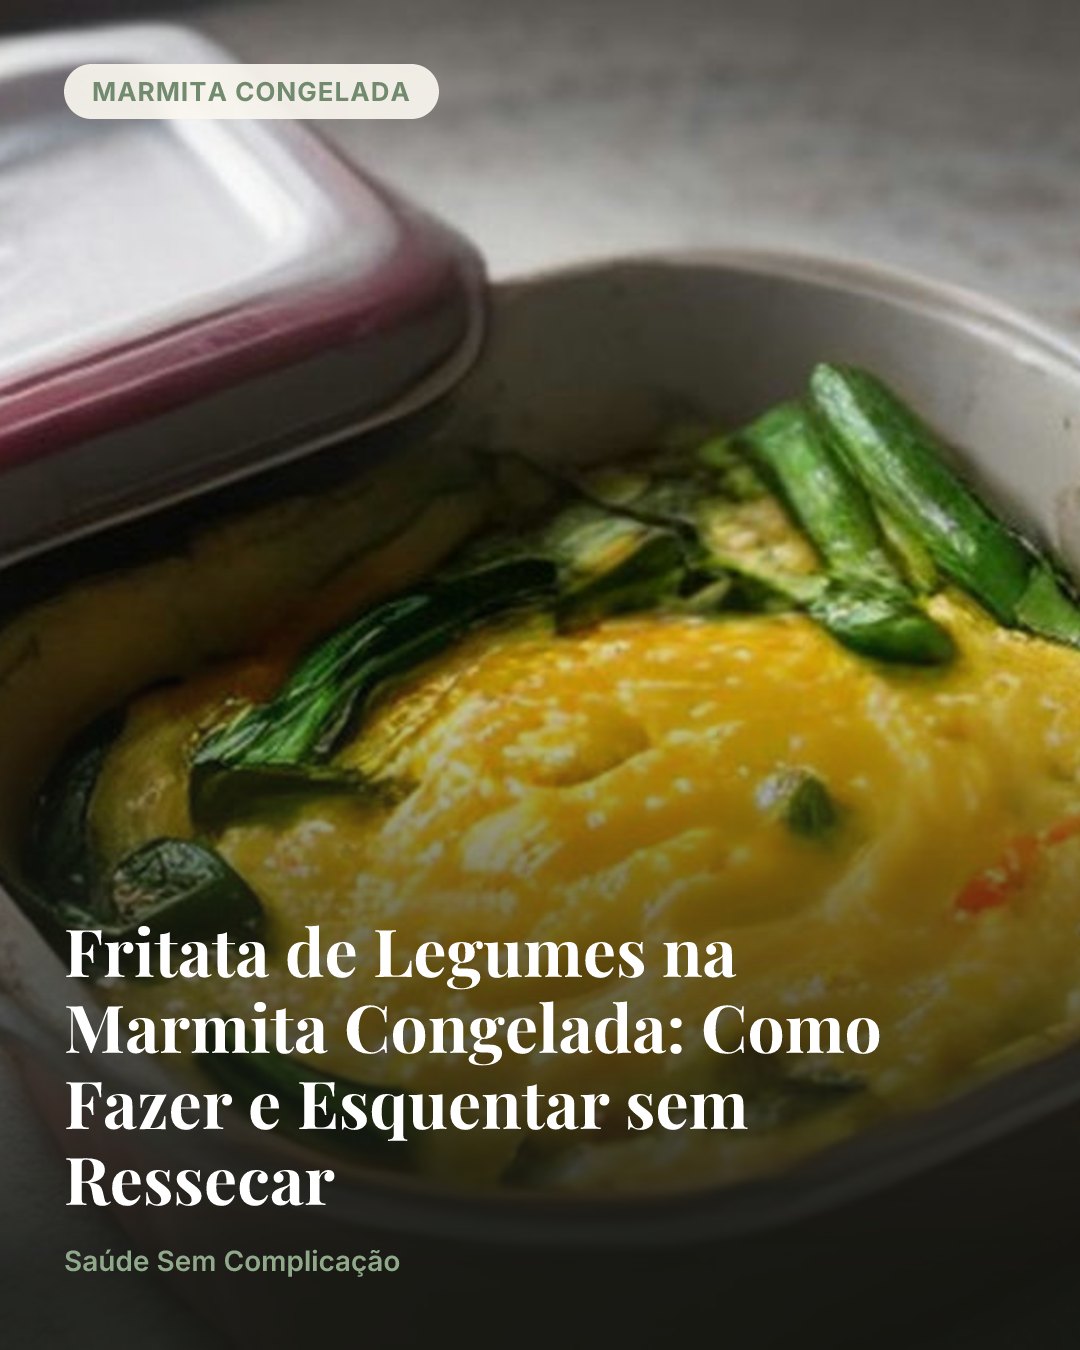 MARMITA CONGELADA
Fritata de Legumes na
Marmita Congelada: Como
Fazer e Esquentar sem
Ressecar
Saúde Sem Complicação